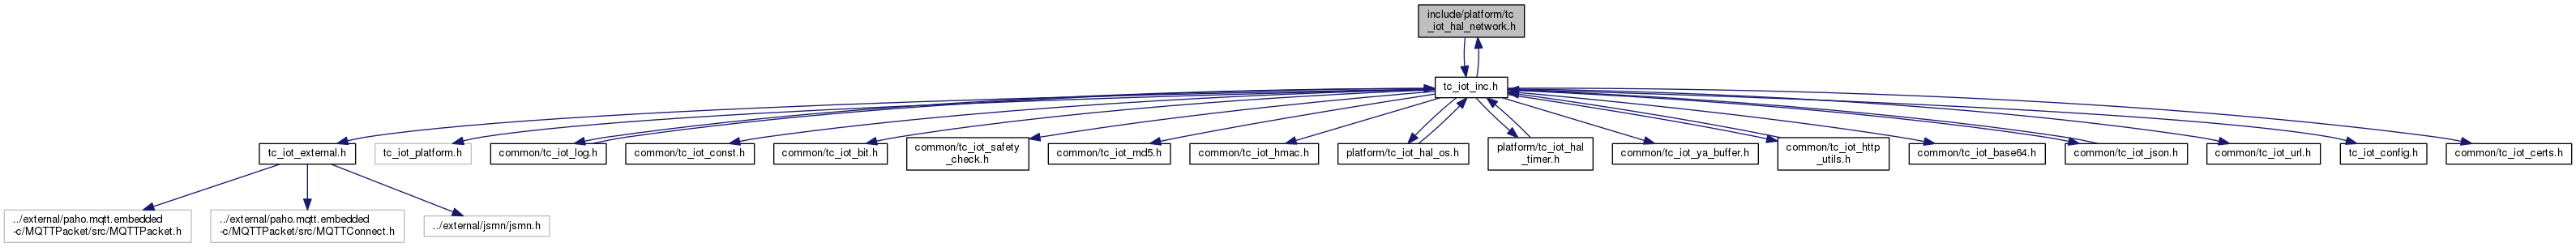 include/platform/tc
_iot_hal_network.h
tc_iot_inc.h
tc_iot_external.h
tc_iot_platform.h
common/tc_iot_log.h
common/tc_iot_const.h
common/tc_iot_bit.h
common/tc_iot_safety
_check.h
common/tc_iot_md5.h
common/tc_iot_hmac.h
platform/tc_iot_hal_os.h
platform/tc_iot_hal
_timer.h
common/tc_iot_ya_buffer.h
common/tc_iot_http
_utils.h
common/tc_iot_base64.h
common/tc_iot_json.h
common/tc_iot_url.h
tc_iot_config.h
common/tc_iot_certs.h
../external/paho.mqtt.embedded
-c/MQTTPacket/src/MQTTPacket.h
../external/paho.mqtt.embedded
-c/MQTTPacket/src/MQTTConnect.h
../external/jsmn/jsmn.h